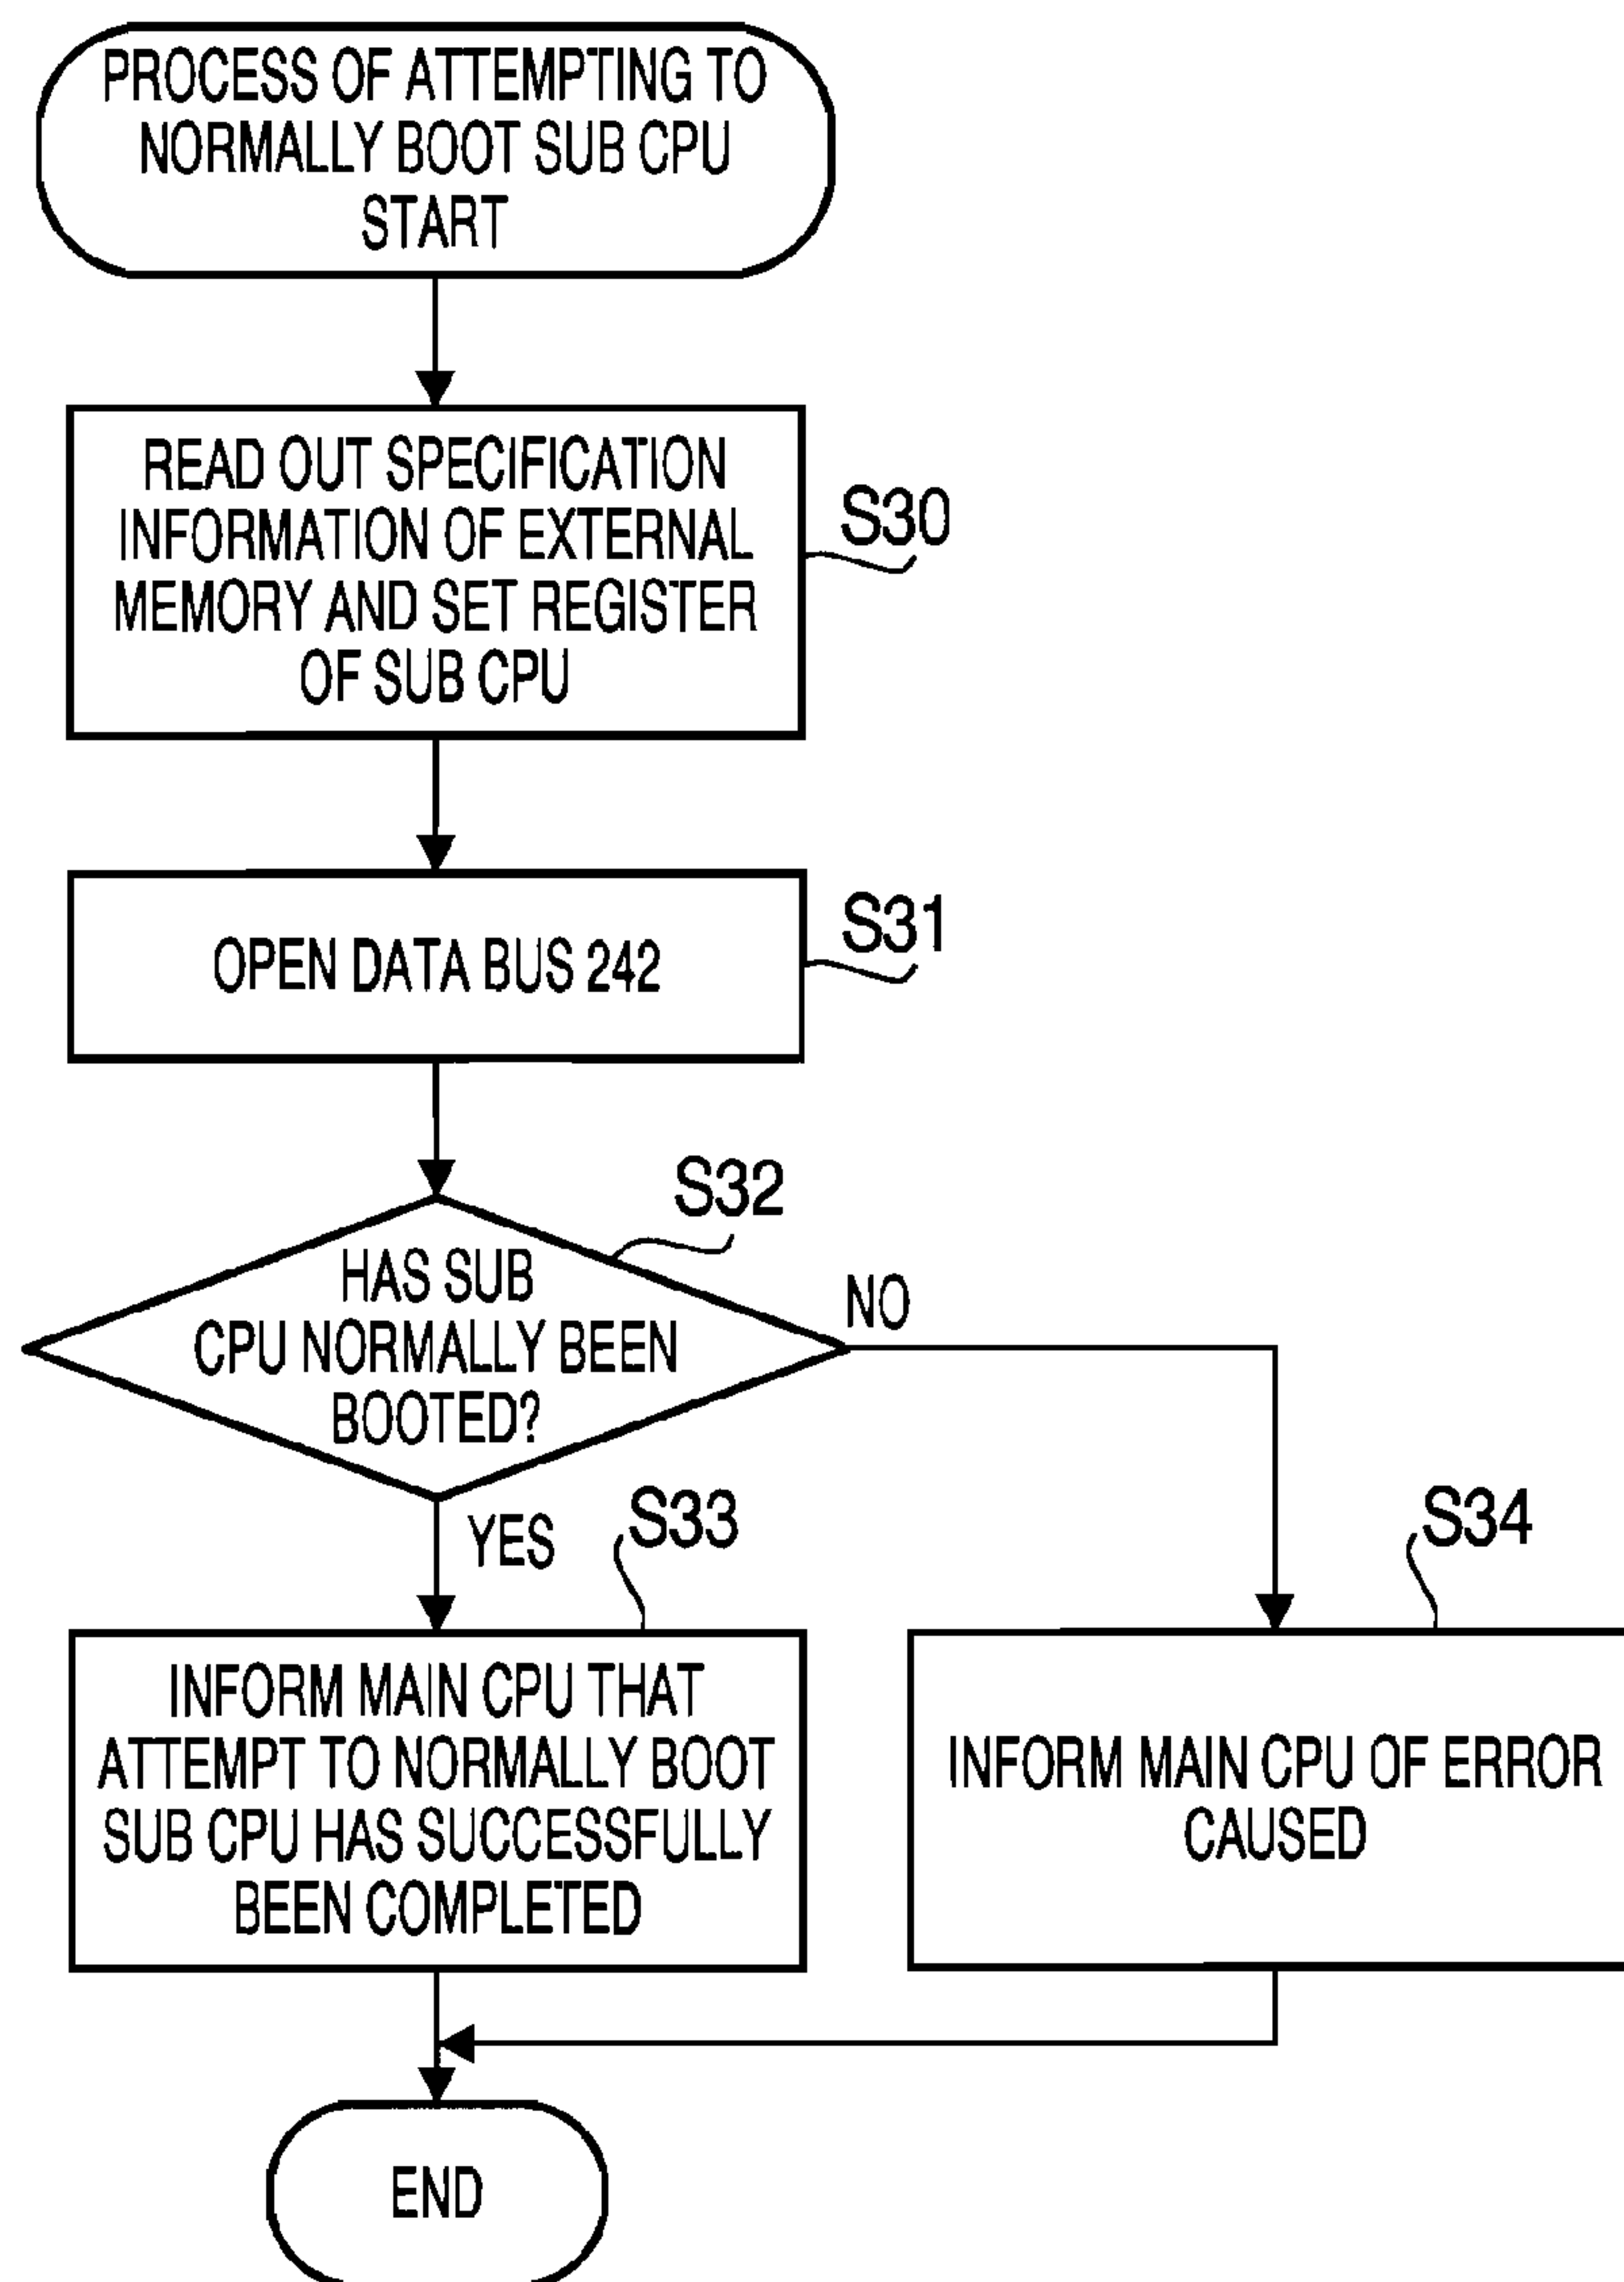 PROCESS OF ATTEMPTING TO
NORMALLY BOOT SUB CPU
START
READ OUT SPECIFICATION
INFORMATION OF EXTERNAL
MEMORY AND SET REGISTER
OF SUB CPU
S30
OPEN DATA BUS 242
S31
S32
HAS SUB
CPU NORMALLY BEEN
BOOTED?
NO
YES
S33
S34
INFORM MAIN CPU THAT
ATTEMPT TO NORMALLY BOOT
SUB CPU HAS SUCCESSFULLY
BEEN COMPLETED
INFORM MAIN CPU OF ERROR
CAUSED
END